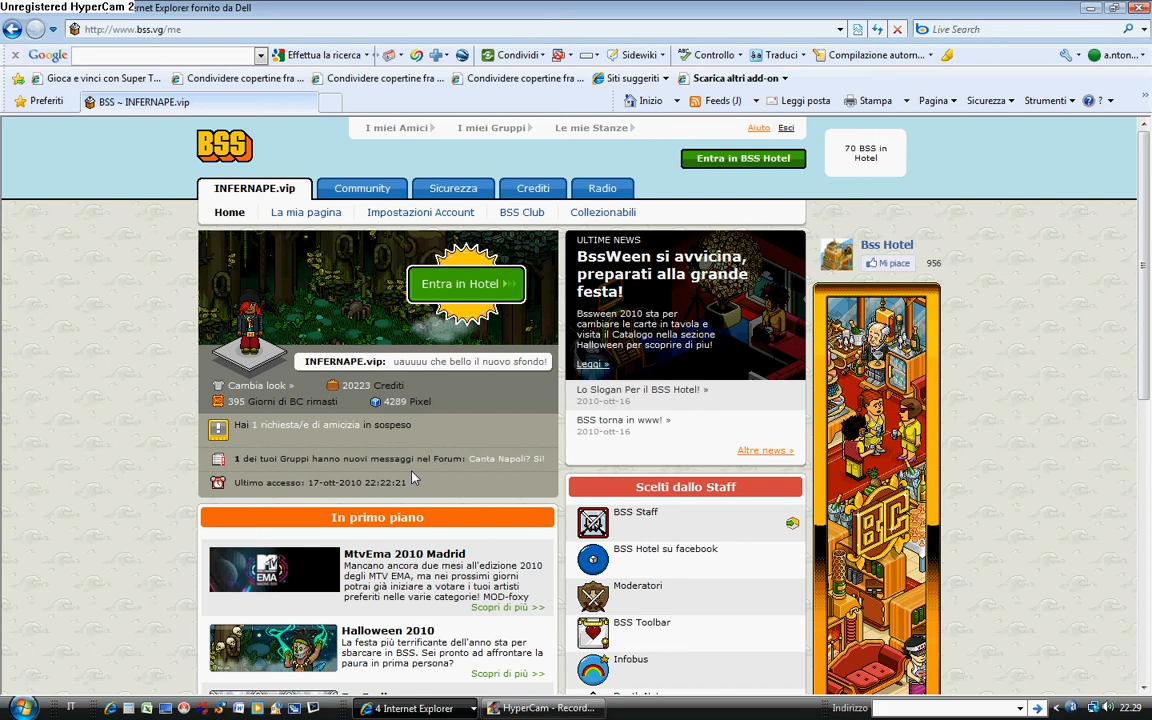 Unregistered HyperCam 2
ernet Explorer fornito da Dell
http://www.bss.vg/me
Live Search
Google
Effettua la ricerca
Condividi
Sidewiki
Controllo
Traduci
Compilazione autom...
a.nton...
Gioca e vinci con Super T...
Condividere copertine fra ...
Condividere copertine fra ...
Condividere copertine fra ...
Siti suggeriti
Scarica altri add-on
Preferiti
BSS ~ INFERNAPE.vip
Inizio
Feeds (J)
Leggi posta
Stampa
Pagina
Sicurezza
Strumenti
BSS
I miei Amici
I miei Gruppi
Le mie Stanze
Aiuto
Esci
Entra in BSS Hotel
70 BSS in
Hotel
INFERNAPE.vip
Community
Sicurezza
Crediti
Radio
Home
La mia pagina
Impostazioni Account
BSS Club
Collezionabili
Entra in Hotel
INFERNAPE.vip: uauuuu che bello il nuovo sfondo!
Cambia look »
20223 Crediti
395 Giorni di BC rimasti
4289 Pixel
Hai 1 richiesta/e di amicizia in sospeso
1 dei tuoi Gruppi hanno nuovi messaggi nel Forum: Canta Napoli? Si!
Ultimo accesso: 17-ott-2010 22:22:21
In primo piano
MTV
EMA
MtvEma 2010 Madrid
Mancano ancora due mesi all'edizione 2010
degli MTV EMA, ma nei prossimi giorni
potrai già iniziare a votare i tuoi artisti
preferiti nelle varie categorie! MOD-foxy
Scopri di più >>
Halloween 2010
La festa più terrificante dell'anno sta per
sbarcare in BSS. Sei pronto ad affrontare la
paura in prima persona?
Scopri di più >>
ULTIME NEWS
BssWeen si avvicina,
preparati alla grande
festa!
Bssween 2010 sta per
cambiare le carte in tavola e
visita il Catalogo nella sezione
Halloween per scoprire di piu!
Leggi »
Lo Slogan Per il BSS Hotel! »
2010-ott-16
BSS torna in www! »
2010-ott-16
Altre news »
Scelti dallo Staff
BSS Staff
BSS Hotel su facebook
Moderatori
BSS Toolbar
Infobus
Bss Hotel
Mi piace
956
BC
IT
4 Internet Explorer
HyperCam - Record...
Indirizzo
22.29